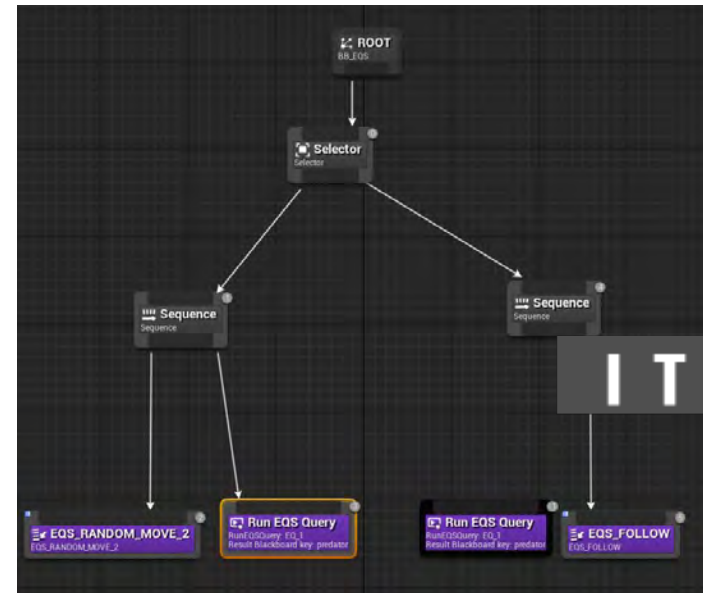 ROOT
BB_EQS
Selector
Selector
Sequence
Sequence
Sequence
Sequence
I T
EQS_RANDOM_MOVE_2
EQS_RANDOM_MOVE_2
Run EQS Query
RunEQSQuery: EQ_1
Result Blackboard key: predator
Run EQS Query
RunEQSQuery: EQ_1
Result Blackboard key: predator
EQS_FOLLOW
EQS_FOLLOW